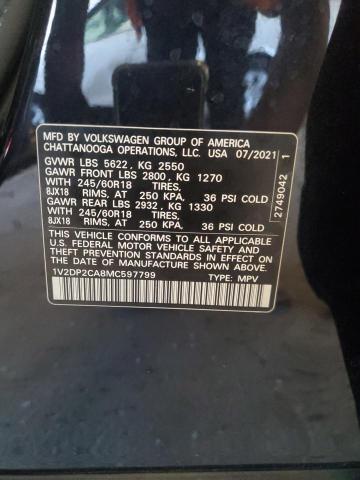 MFD BY VOLKSWAGEN GROUP OF AMERICA
CHATTANOOGA OPERATIONS, LLC. USA 07/2021
GVWR LBS 5622, KG 2550
GAWR FRONT LBS 2800, KG 1270
WITH 245/60R18 TIRES,
8JX18 RIMS, AT 250 KPA, 36 PSI COLD
GAWR REAR LBS 2932, KG 1330
WITH 245/60R18 TIRES,
8JX18 RIMS, AT 250 KPA, 36 PSI COLD
THIS VEHICLE CONFORMS TO ALL APPLICABLE
U.S. FEDERAL MOTOR VEHICLE SAFETY AND
THEFT PREVENTION STANDARDS IN EFFECT ON
THE DATE OF MANUFACTURE SHOWN ABOVE.
1V2DP2CA8MC597799 TYPE: MPV
2749042 1